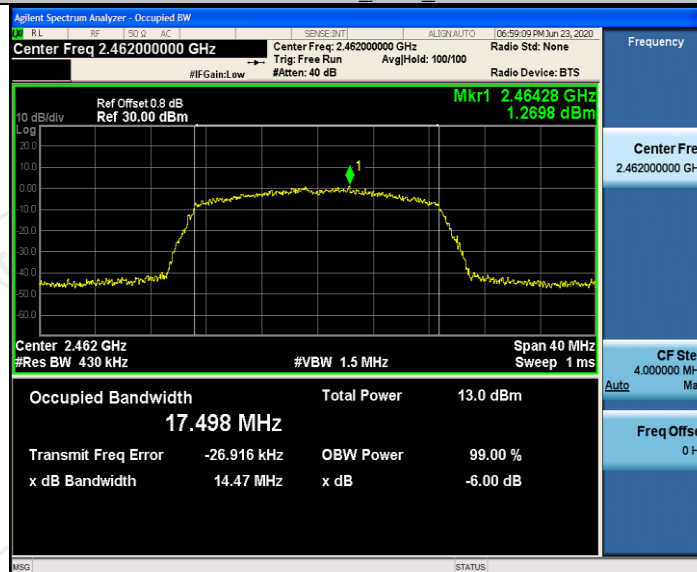 Agilent Spectrum Analyzer - Occupied BW
RL RF 50 Ω AC SENSE:INT ALIGN AUTO 06:59:09 PM Jun 23, 2020
Center Freq 2.462000000 GHz Center Freq: 2.462000000 GHz Radio Std: None
Trig: Free Run Avg|Hold: 100/100
#IFGain:Low #Atten: 40 dB Radio Device: BTS
Frequency
Ref Offset 0.8 dB Mkr1 2.46428 GHz
10 dB/div Ref 30.00 dBm 1.2698 dBm
Log
20.0
10.0
1
0.00
-10.0
-20.0
-30.0
-40.0
-50.0
-60.0
Center 2.462 GHz Span 40 MHz
#Res BW 430 kHz #VBW 1.5 MHz Sweep 1 ms
Occupied Bandwidth Total Power 13.0 dBm
17.498 MHz
Transmit Freq Error -26.916 kHz OBW Power 99.00 %
x dB Bandwidth 14.47 MHz x dB -6.00 dB
Center Fre
2.462000000 GH
CF Ste
4.000000 MH
Auto Ma
Freq Offse
0 H
MSG STATUS